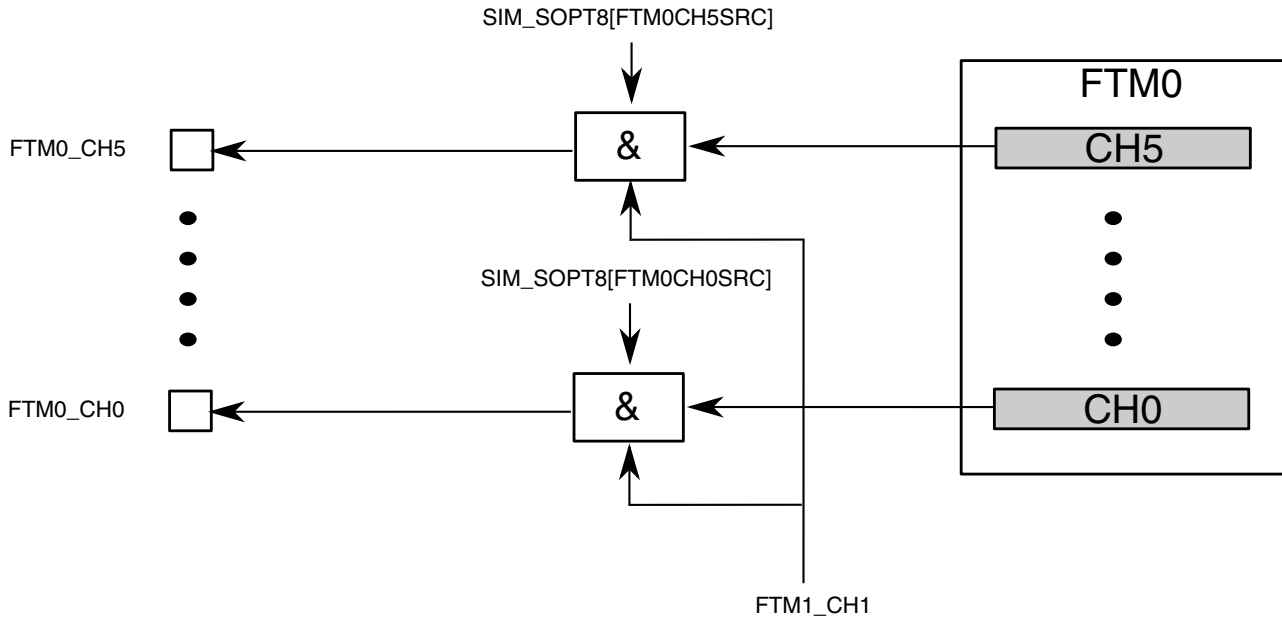 SIM_SOPT8[FTM0CH5SRC]
FTM0
FTM0_CH5
&
CH5
SIM_SOPT8[FTM0CH0SRC]
FTM0_CH0
&
CH0
FTM1_CH1